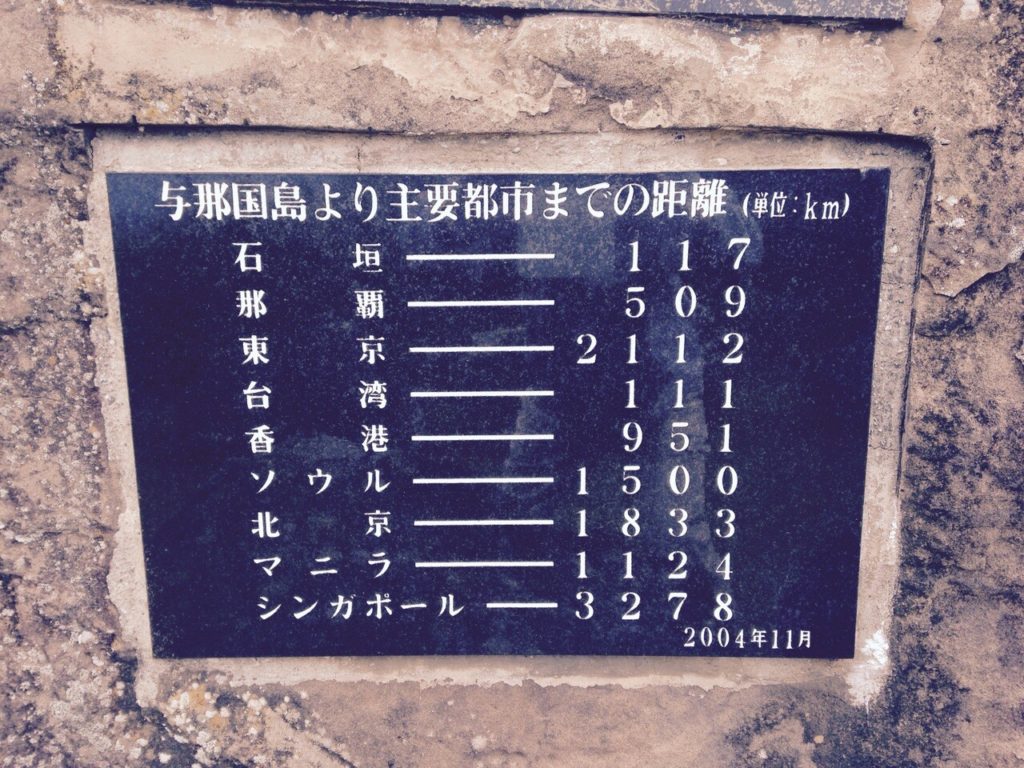 与那国島より主要都市までの距離 (単位:km)
石垣――― 117
那覇――― 509
東京――― 2112
台湾――― 111
香港――― 951
ソウル――― 1500
北京――― 1833
マニラ――― 1124
シンガポール―― 3278
2004年11月